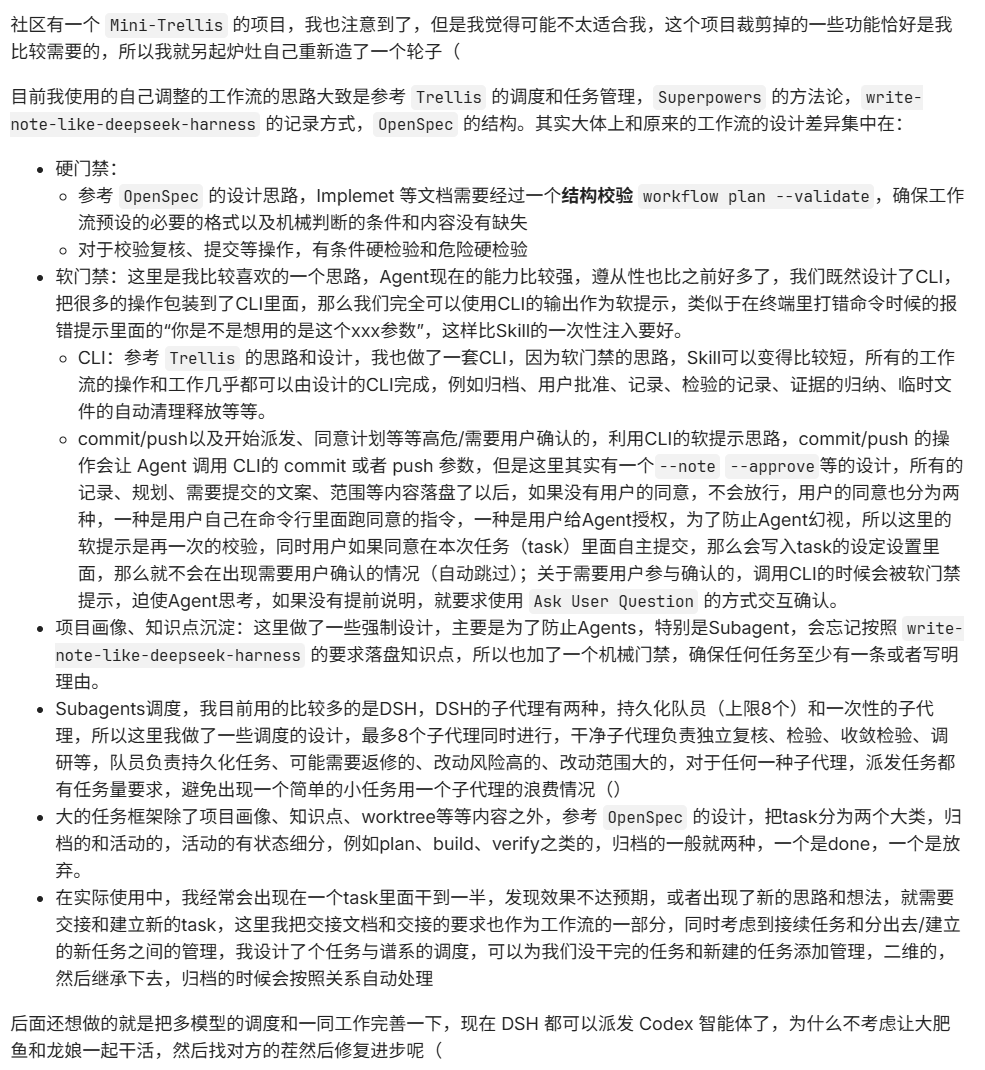 社区有一个 Mini-Trellis 的项目，我也注意到了，但是我觉得可能不太适合我，这个项目裁剪掉的一些功能恰好是我
比较需要的，所以我就另起炉灶自己重新造了一个轮子（
目前我使用的自己调整的工作流的思路大致是参考 Trellis 的调度和任务管理，Superpowers 的方法论，write-
note-like-deepseek-harness 的记录方式，OpenSpec 的结构。其实大体上和原来的工作流的设计差异集中在：
• 硬门禁：
◦ 参考 OpenSpec 的设计思路，Implemet 等文档需要经过一个结构校验 workflow plan --validate，确保工作
流预设的必要的格式以及机械判断的条件和内容没有缺失
◦ 对于校验复核、提交等操作，有条件硬检验和危险硬检验
• 软门禁：这里是我比较喜欢的一个思路，Agent现在的能力比较强，遵从性也比之前好多了，我们既然设计了CLI，
把很多的操作包装到了CLI里面，那么我们完全可以使用CLI的输出作为软提示，类似于在终端里打错命令时候的报
错提示里面的“你是不是想用的是这个xxx参数”，这样比Skill的一次性注入要好。
◦ CLI：参考 Trellis 的思路和设计，我也做了一套CLI，因为软门禁的思路，Skill可以变得比较短，所有的工作
流的操作和工作几乎都可以由设计的CLI完成，例如归档、用户批准、记录、检验的记录、证据的归纳、临时文
件的自动清理释放等等。
◦ commit/push以及开始派发、同意计划等等高危/需要用户确认的，利用CLI的软提示思路，commit/push 的操
作会让 Agent 调用 CLI的 commit 或者 push 参数，但是这里其实有一个 --note --approve 等的设计，所有的
记录、规划、需要提交的文案、范围等内容落盘了以后，如果没有用户的同意，不会放行，用户的同意也分为两
种，一种是用户自己在命令行里面跑同意的指令，一种是用户给Agent授权，为了防止Agent幻视，所以这里的
软提示是再一次的校验，同时用户如果同意在本次任务（task）里面自主提交，那么会写入task的设定设置里
面，那么就不会在出现需要用户确认的情况（自动跳过）；关于需要用户参与确认的，调用CLI的时候会被软门禁
提示，迫使Agent思考，如果没有提前说明，就要求使用 Ask User Question 的方式交互确认。
• 项目画像、知识点沉淀：这里做了一些强制设计，主要是为了防止Agents，特别是Subagent，会忘记按照 write-
note-like-deepseek-harness 的要求落盘知识点，所以也加了一个机械门禁，确保任何任务至少有一条或者写明
理由。
• Subagents调度，我目前用的比较多的是DSH，DSH的子代理有两种，持久化队员（上限8个）和一次性的子代
理，所以这里我做了一些调度的设计，最多8个子代理同时进行，干净子代理负责独立复核、检验、收敛检验、调
研等，队员负责持久化任务、可能需要返修的、改动风险高的、改动范围大的，对于任何一种子代理，派发任务都
有任务量要求，避免出现一个简单的小任务用一个子代理的浪费情况（）
• 大的任务框架除了项目画像、知识点、worktree等等内容之外，参考 OpenSpec 的设计，把task分为两个大类，归
档的和活动的，活动的有状态细分，例如plan、build、verify之类的，归档的一般就两种，一个是done，一个是放
弃。
• 在实际使用中，我经常会出现在一个task里面干到一半，发现效果不达预期，或者出现了新的思路和想法，就需要
交接和建立新的task，这里我把交接文档和交接的要求也作为工作流的一部分，同时考虑到接续任务和分出去/建立
的新任务之间的管理，我设计了个任务与谱系的调度，可以为我们没干完的任务和新建的任务添加管理，二维的，
然后继承下去，归档的时候会按照关系自动处理
后面还想做的就是把多模型的调度和一同工作完善一下，现在 DSH 都可以派发 Codex 智能体了，为什么不考虑让大肥
鱼和龙娘一起干活，然后找对方的茬然后修复进步呢（